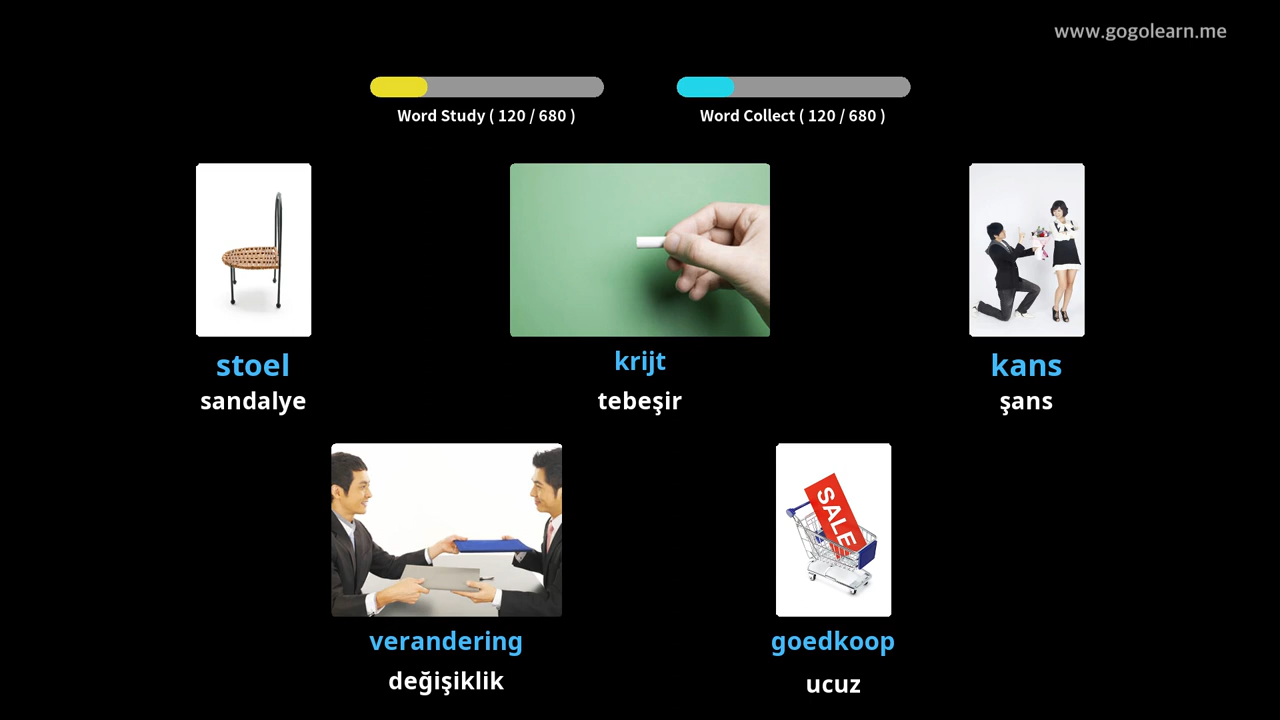 www.gogolearn.me
Word Study ( 120 / 680 )
Word Collect ( 120 / 680 )
stoel
sandalye
krijt
tebeşir
kans
şans
SALE
verandering
değişiklik
goedkoop
ucuz